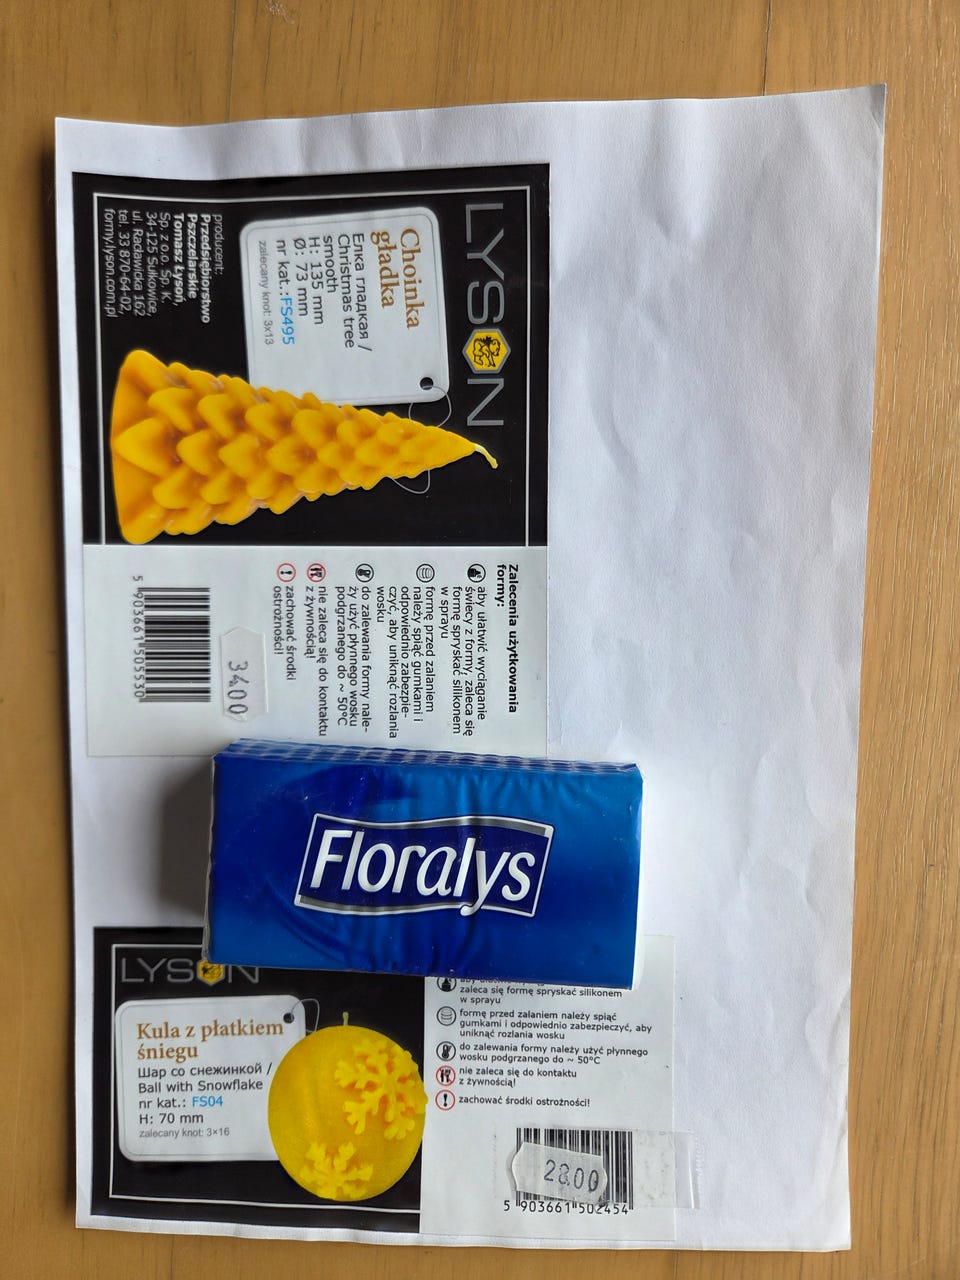 LYSON
Choinka
gładka
Елка гладкая /
Christmas tree
smooth
H: 135 mm
Ø: 73 mm
nr kat.:FS495
zalecany knot: 3x13
producent:
Przedsiębiorstwo
Pszczelarskie
Tomasz Łysoń,
Sp. z o.o. Sp. K.
34-125 Sułkowice,
ul. Racławicka 162
tel. 33 870-64-02,
formy.lyson.com.pl
Zalecenia użytkowania
formy:
aby ułatwić wyciąganie
świecy z formy, zaleca się
formę spryskać silikonem
w sprayu
formę przed zalaniem
należy spiąć gumkami i
odpowiednio zabezpie-
czyć, aby uniknąć rozlania
wosku
do zalewania formy nale-
ży użyć płynnego wosku
podgrzanego do ~ 50°C
nie zaleca się do kontaktu
z żywnością!
zachować środki
ostrożności!
34.00
5 903661 505530
Floralys
LYSON
Kula z płatkiem
śniegu
Шар со снежинкой /
Ball with Snowflake
nr kat.: FS04
H: 70 mm
zalecany knot: 3×16
zaleca się formę spryskać silikonem
w sprayu
formę przed zalaniem należy spiąć
gumkami i odpowiednio zabezpieczyć, aby
uniknąć rozlania wosku
do zalewania formy należy użyć płynnego
wosku podgrzanego do ~ 50°C
nie zaleca się do kontaktu
z żywnością!
zachować środki ostrożności!
28.00
5 903661 502454